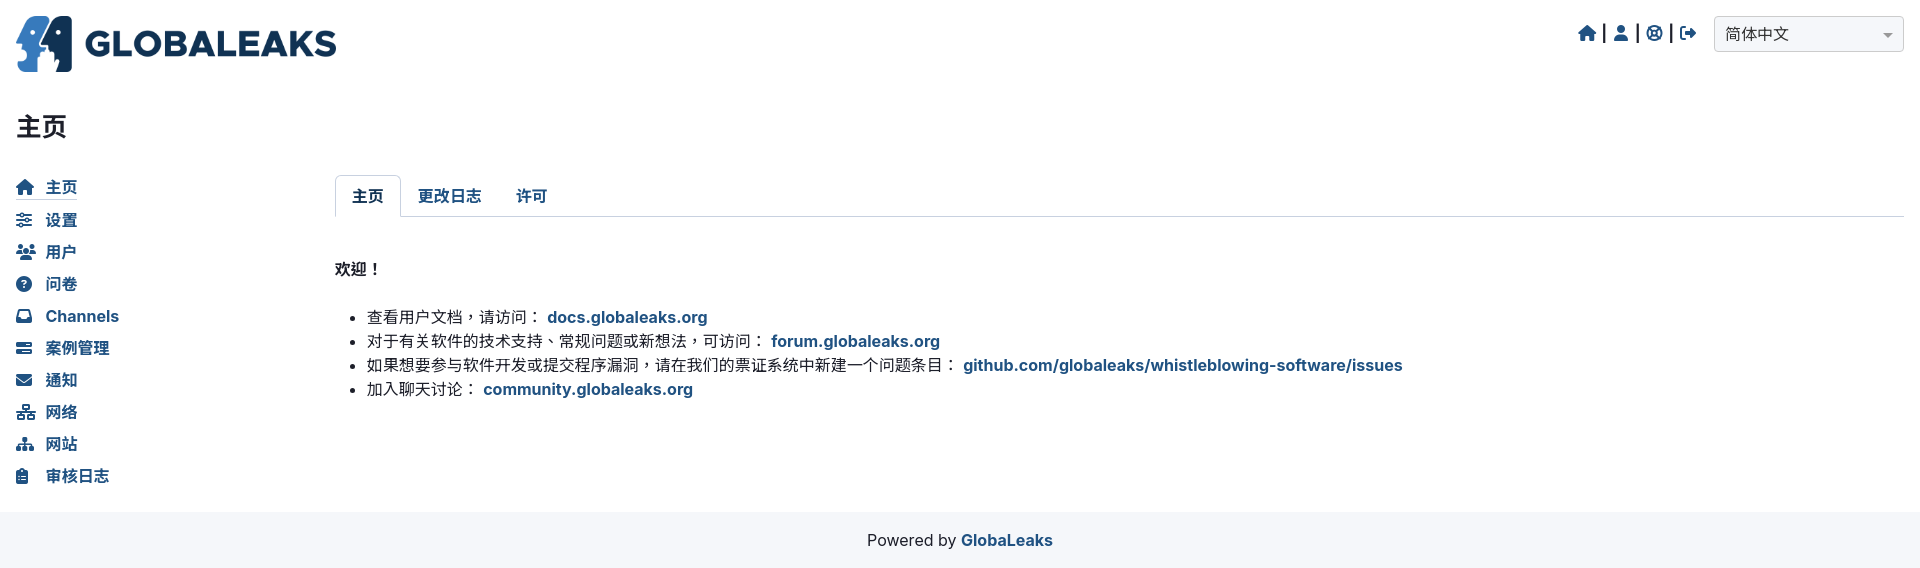 GLOBALEAKS
简体中文
主页
主页
设置
用户
问卷
Channels
案例管理
通知
网络
网站
审核日志
主页 更改日志 许可
欢迎！
查看用户文档，请访问： docs.globaleaks.org
对于有关软件的技术支持、常规问题或新想法，可访问： forum.globaleaks.org
如果想要参与软件开发或提交程序漏洞，请在我们的票证系统中新建一个问题条目： github.com/globaleaks/whistleblowing-software/issues
加入聊天讨论： community.globaleaks.org
Powered by GlobaLeaks